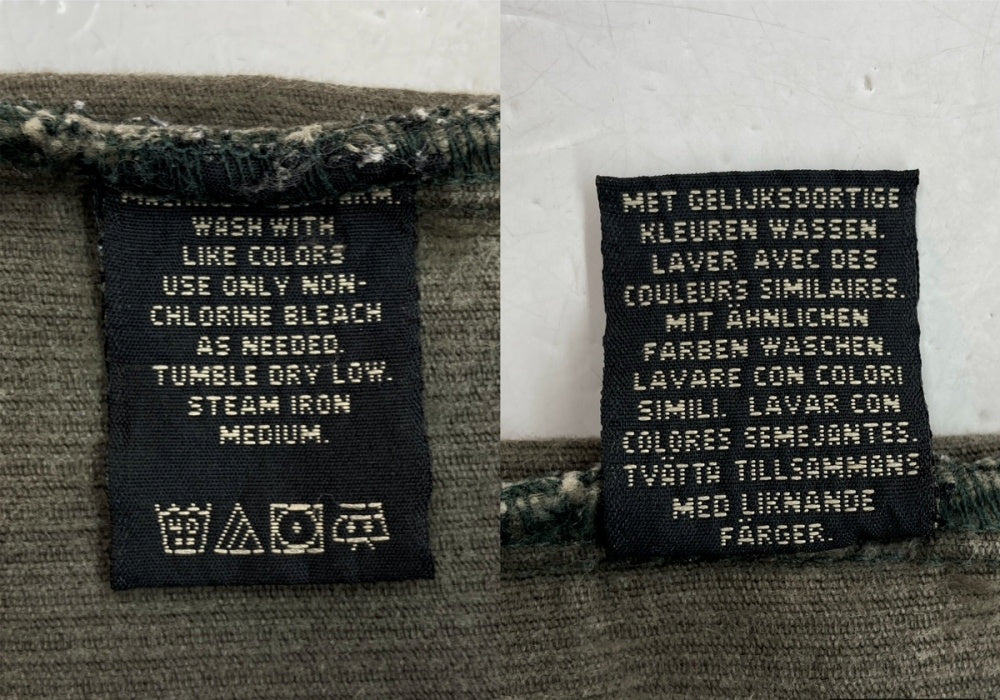 WASH WITH
LIKE COLORS
USE ONLY NON-
CHLORINE BLEACH
AS NEEDED.
TUMBLE DRY LOW.
STEAM IRON
MEDIUM.
40
MET GELIJKSOORTIGE
KLEUREN WASSEN.
LAVER AVEC DES
COULEURS SIMILAIRES.
MIT ÄHNLICHEN
FARBEN WASCHEN.
LAVARE CON COLORI
SIMILI. LAVAR CON
COLORES SEMEJANTES.
TVÄTTA TILLSAMMANS
MED LIKNANDE
FÄRGER.